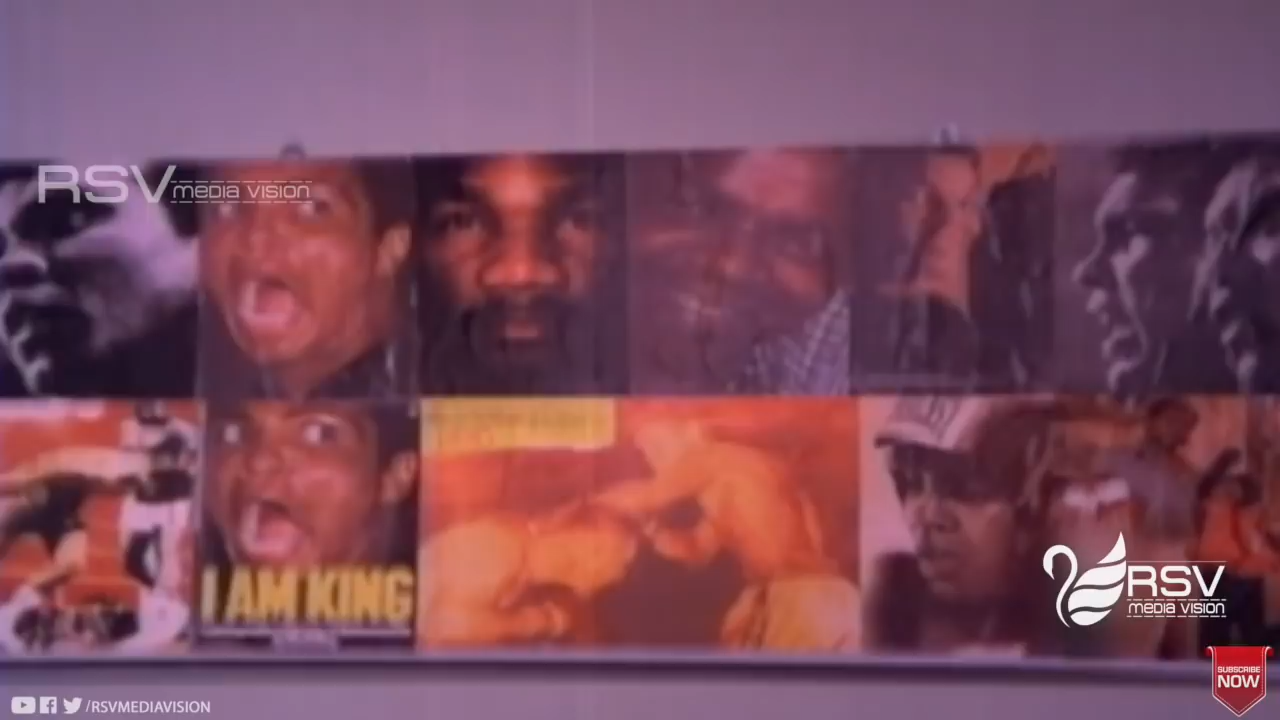 RSV MEDIA VISION
I AM KING
RSV
MEDIA VISION
SUBSCRIBE
NOW
/RSVMEDIAVISION